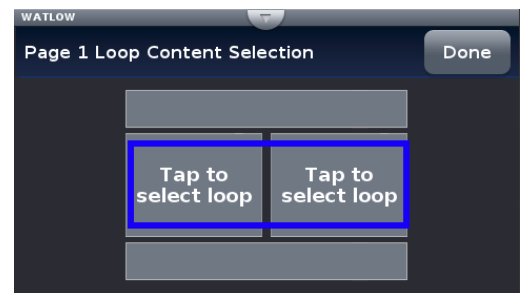 WATLOW
Page 1 Loop Content Selection
Done
Tap to
select loop
Tap to
select loop